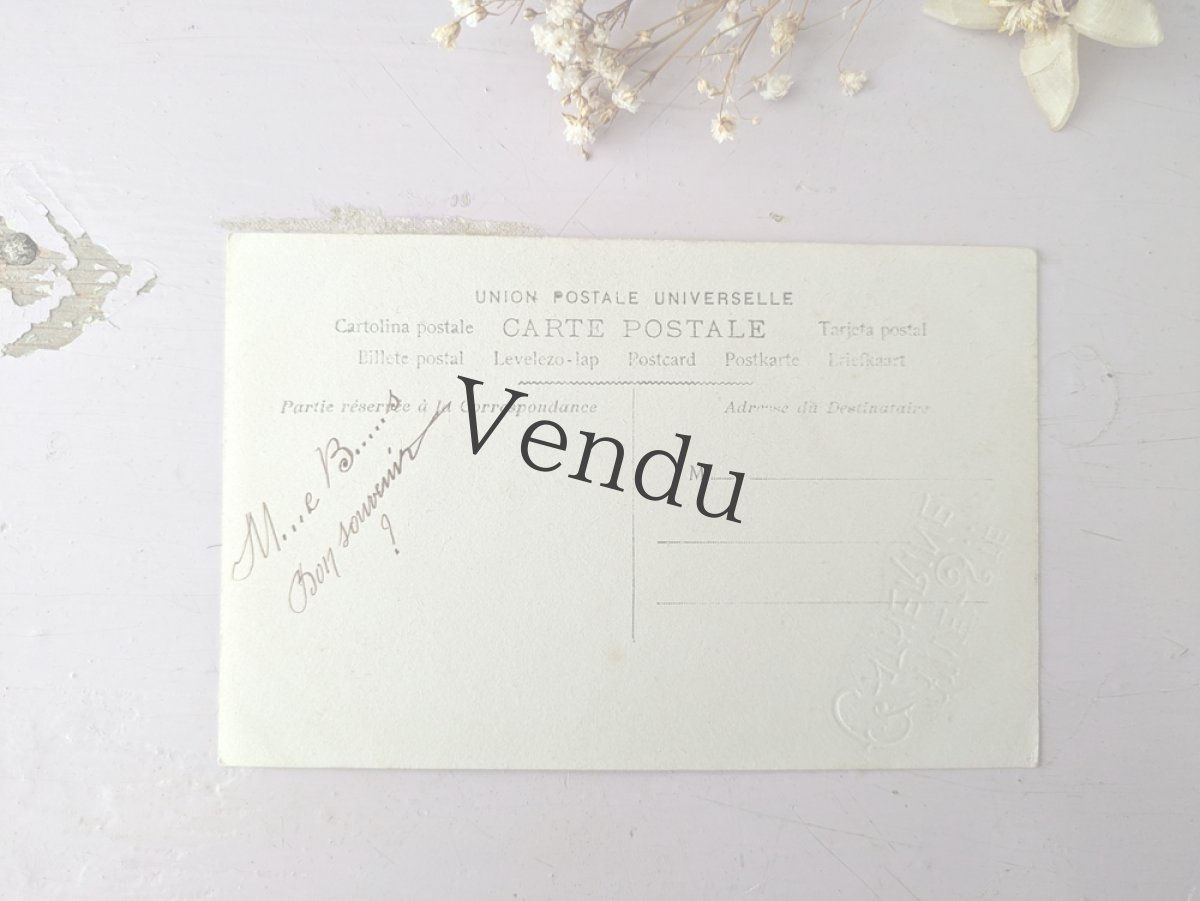 UNION POSTALE UNIVERSELLE
Cartolina postale CARTE POSTALE Tarjeta postal
Billete postal Levelezo-lap Postcard Postkarte Briefkaart
Partie réservée à la Correspondance
Adresse du Destinataire
M
M...e B.....s
Bon souvenir
!
Vendu